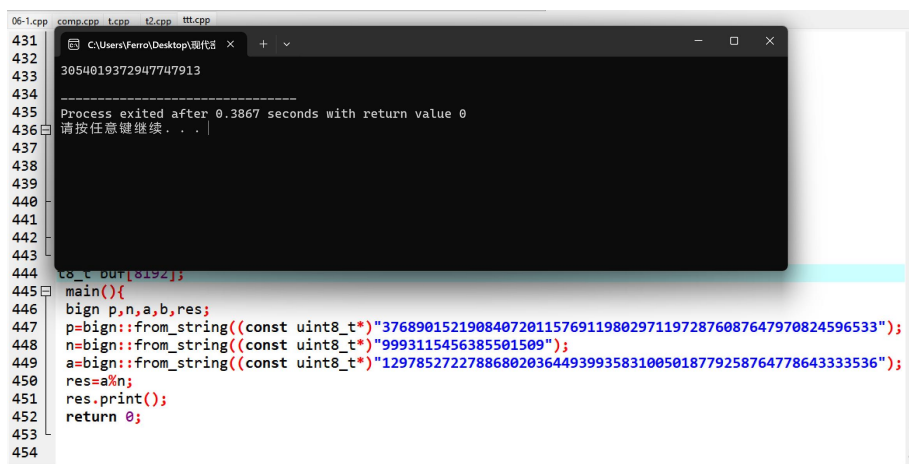 06-1.cpp comp.cpp t.cpp t2.cpp ttt.cpp
C:\Users\Ferro\Desktop\现代
3054019372947747913
--------------------------------
Process exited after 0.3867 seconds with return value 0
请按任意键继续. . .
431
432
433
434
435
436
437
438
439
440
441
442
443
444 t8_t buf[8192];
445 main(){
446 bign p,n,a,b,res;
447 p=bign::from_string((const uint8_t*)"3768901521908407201157691198029711972876087647970824596533");
448 n=bign::from_string((const uint8_t*)"9993115456385501509");
449 a=bign::from_string((const uint8_t*)"1297852722788680203644939935831005018779258764778643333536");
450 res=a%n;
451 res.print();
452 return 0;
453
454